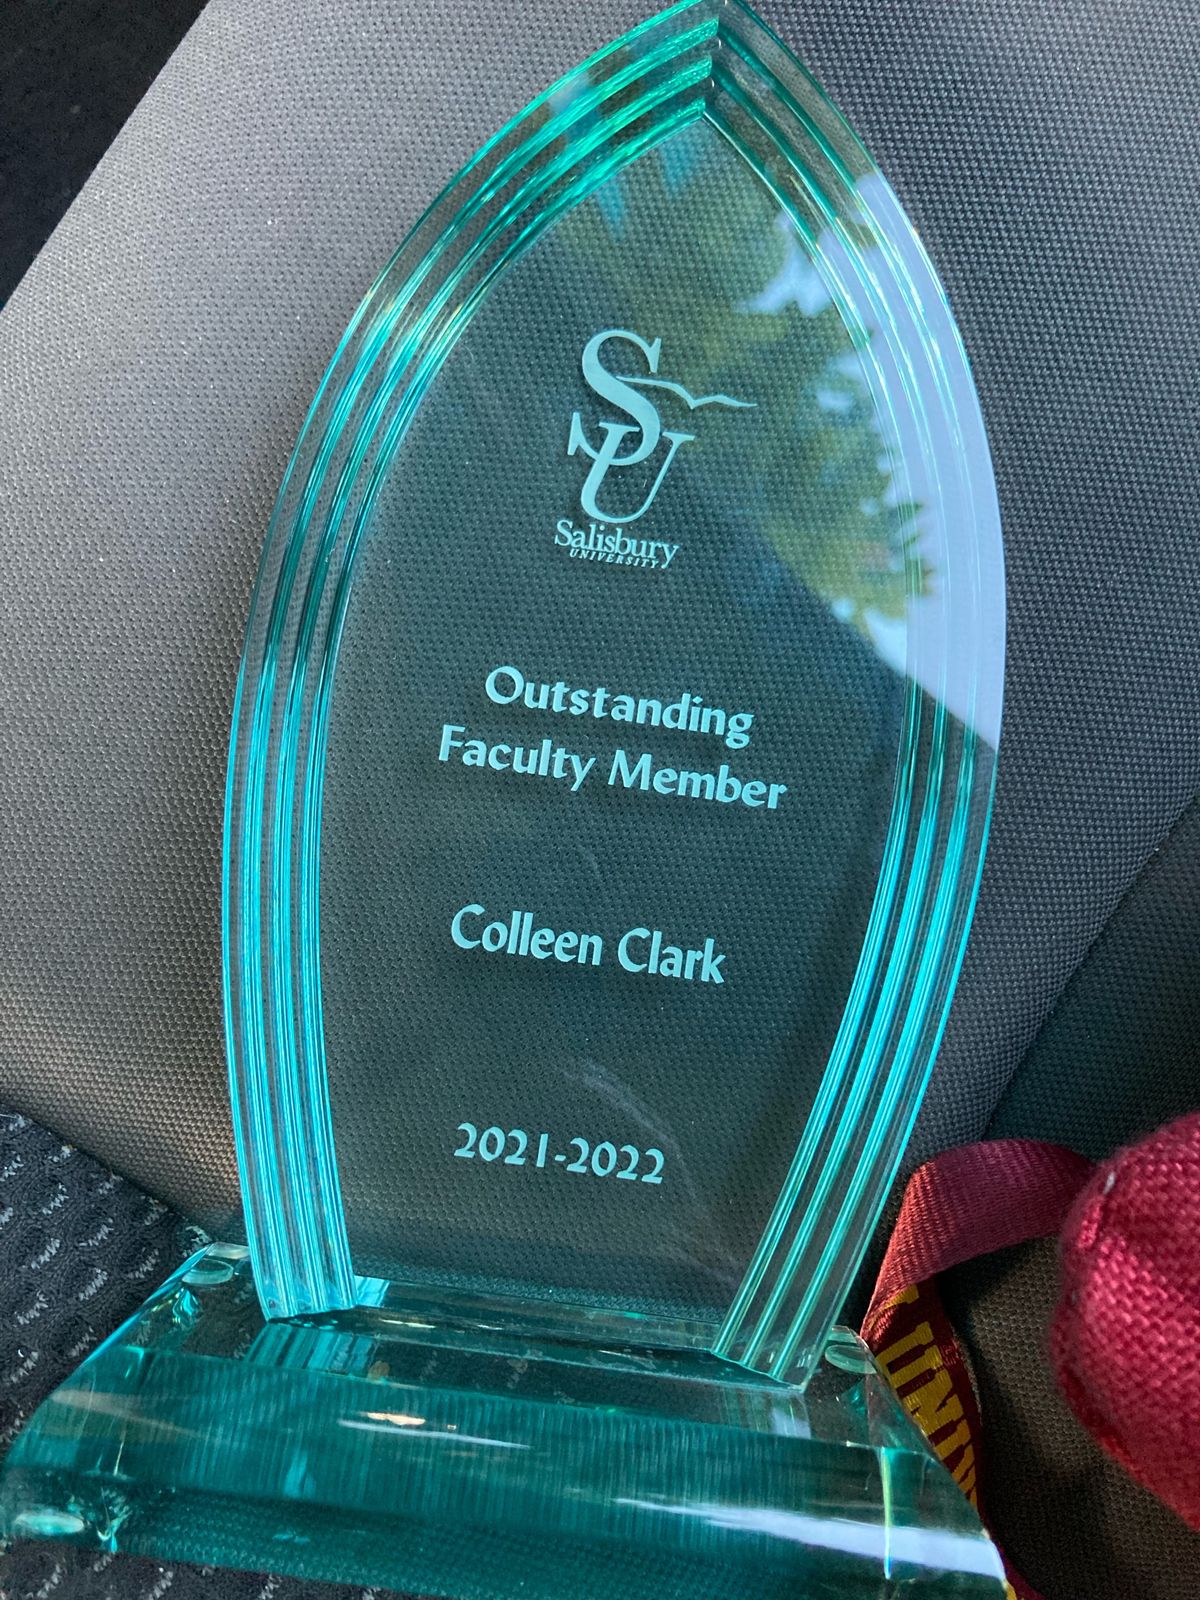 SU
Salisbury
UNIVERSITY
Outstanding
Faculty Member
Colleen Clark
2021-2022